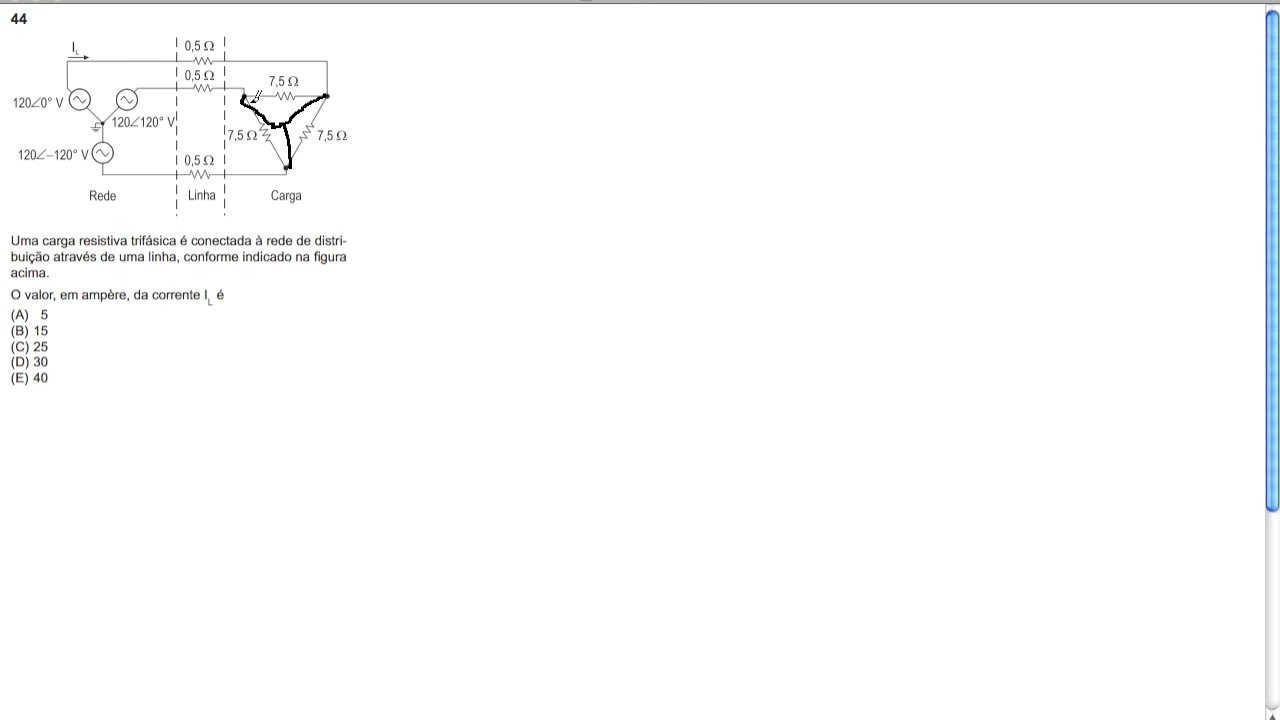 44
I_L
0,5 Ω
0,5 Ω
7,5 Ω
120∠0° V
120∠120° V
7,5 Ω
7,5 Ω
120∠–120° V
0,5 Ω
Rede
Linha
Carga
Uma carga resistiva trifásica é conectada à rede de distri-
buição através de uma linha, conforme indicado na figura
acima.
O valor, em ampère, da corrente I_L é
(A) 5
(B) 15
(C) 25
(D) 30
(E) 40